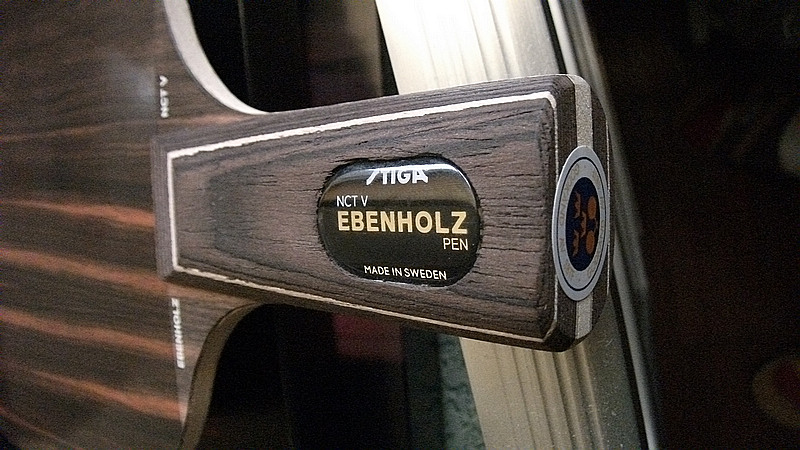 NCT V
STIGA
NCT V
EBENHOLZ
PEN
MADE IN SWEDEN
EBENHOLZ